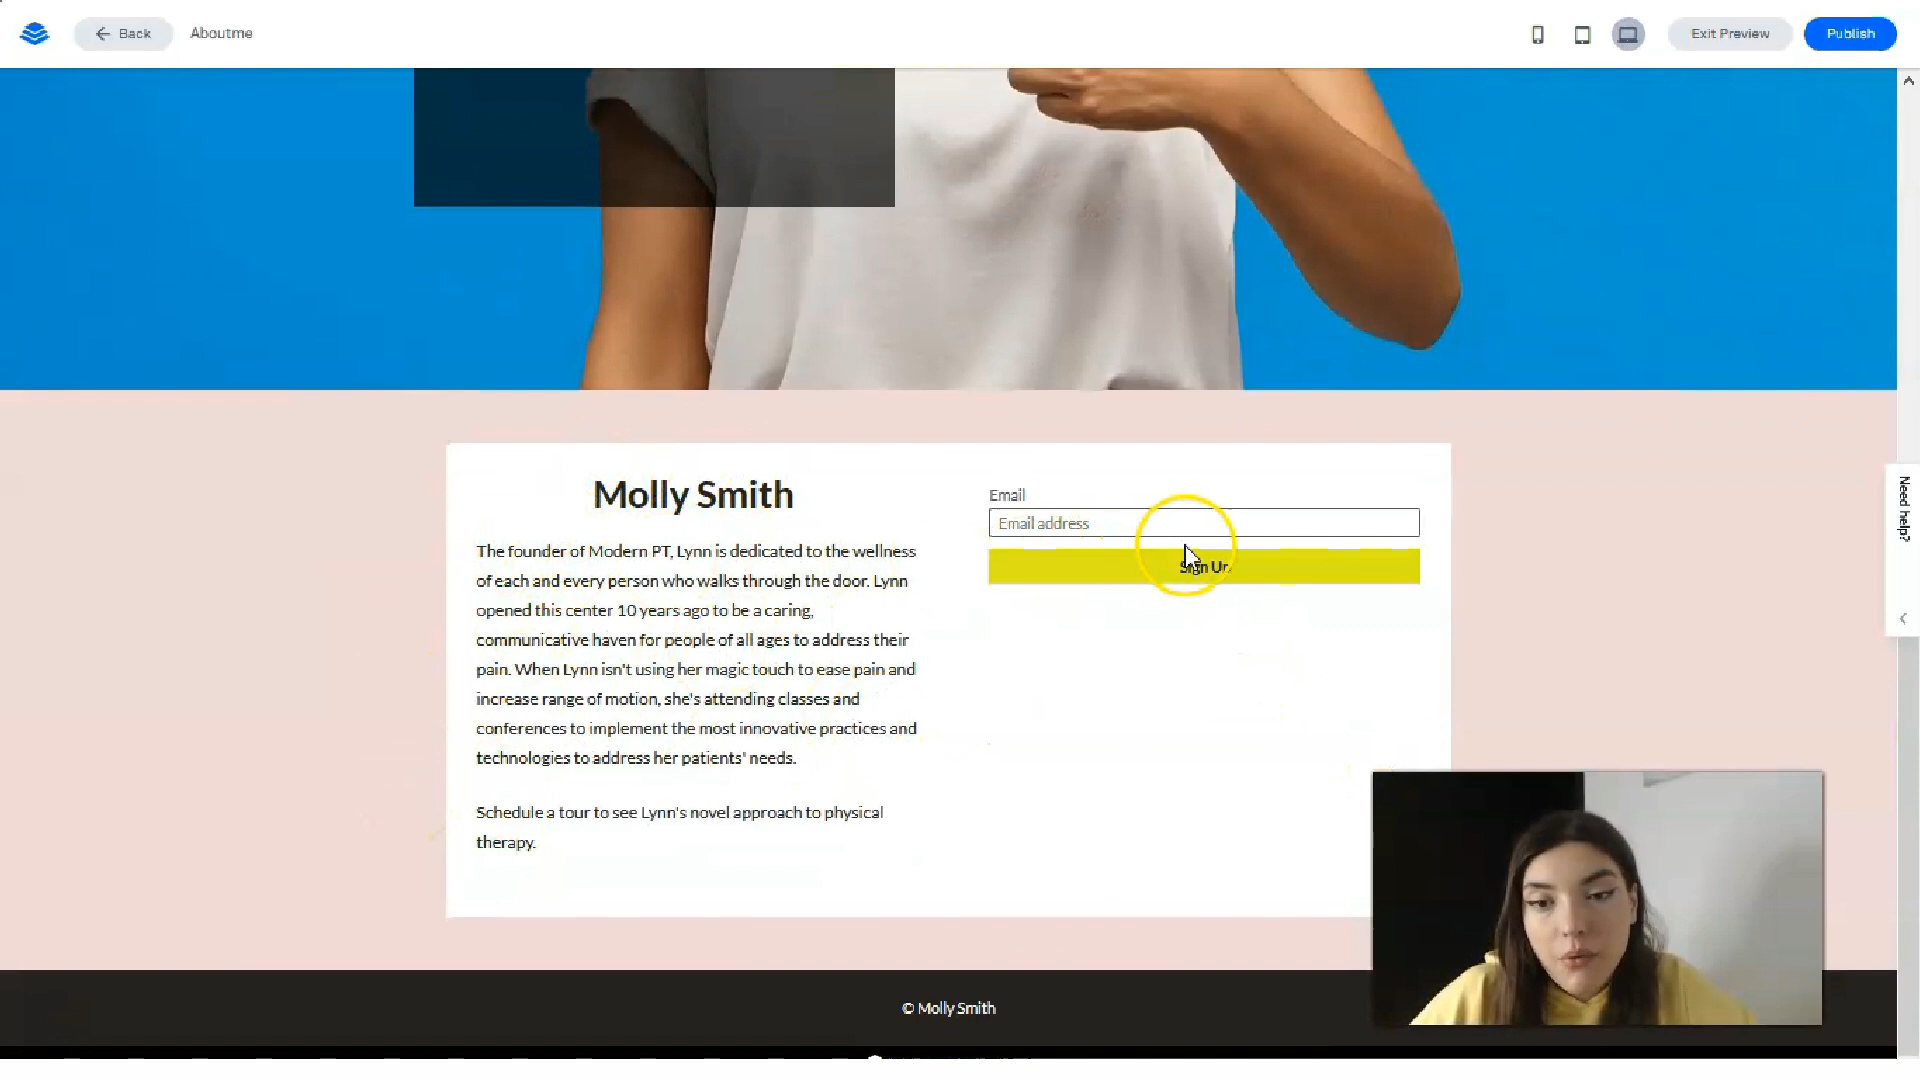 Back
Aboutme
Exit Preview
Publish
Need help?
Molly Smith
The founder of Modern PT, Lynn is dedicated to the wellness
of each and every person who walks through the door. Lynn
opened this center 10 years ago to be a caring,
communicative haven for people of all ages to address their
pain. When Lynn isn't using her magic touch to ease pain and
increase range of motion, she's attending classes and
conferences to implement the most innovative practices and
technologies to address her patients' needs.
Schedule a tour to see Lynn's novel approach to physical
therapy.
Email
Email address
Sign Up
© Molly Smith